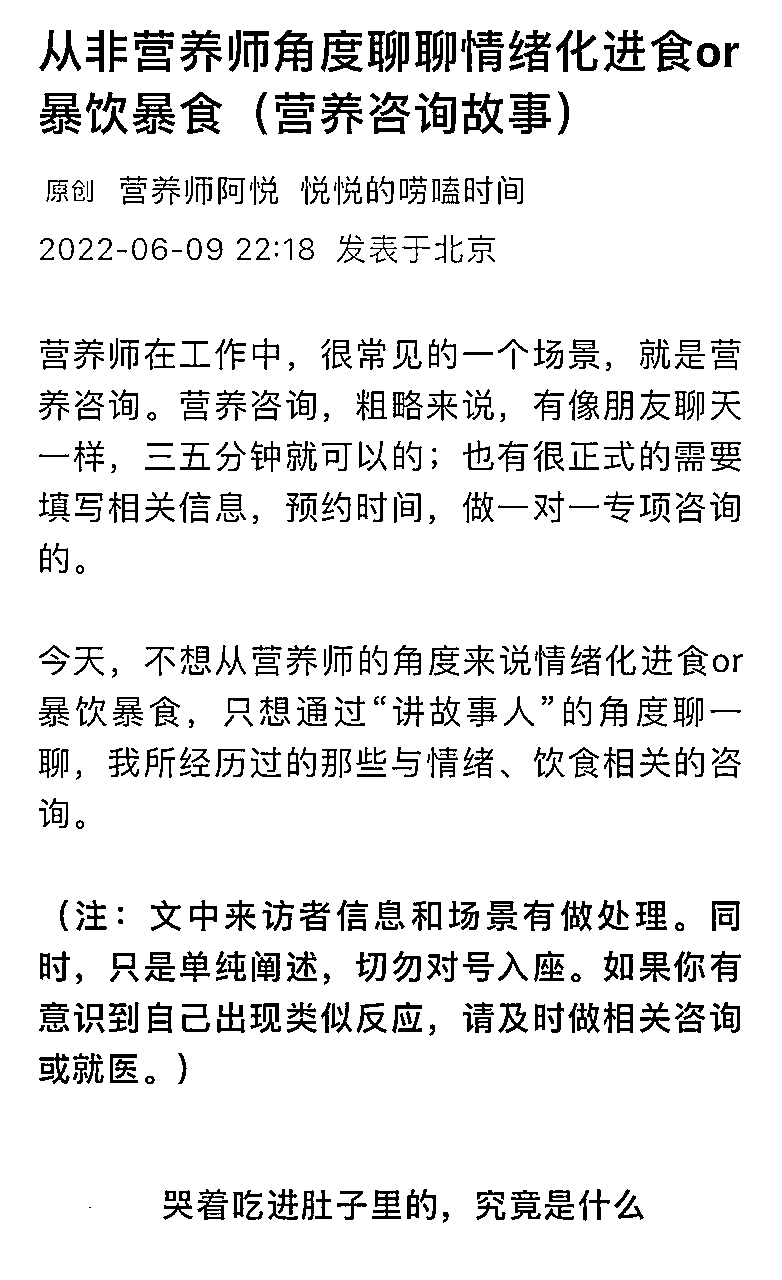 从非营养师角度聊聊情绪化进食or
暴饮暴食（营养咨询故事）
原创 营养师阿悦 悦悦的唠嗑时间
2022-06-09 22:18 发表于北京
营养师在工作中，很常见的一个场景，就是营
养咨询。营养咨询，粗略来说，有像朋友聊天
一样，三五分钟就可以的；也有很正式的需要
填写相关信息，预约时间，做一对一专项咨询
的。
今天，不想从营养师的角度来说情绪化进食or
暴饮暴食，只想通过“讲故事人”的角度聊一
聊，我所经历过的那些与情绪、饮食相关的咨
询。
（注：文中来访者信息和场景有做处理。同
时，只是单纯阐述，切勿对号入座。如果你有
意识到自己出现类似反应，请及时做相关咨询
或就医。）
哭着吃进肚子里的，究竟是什么